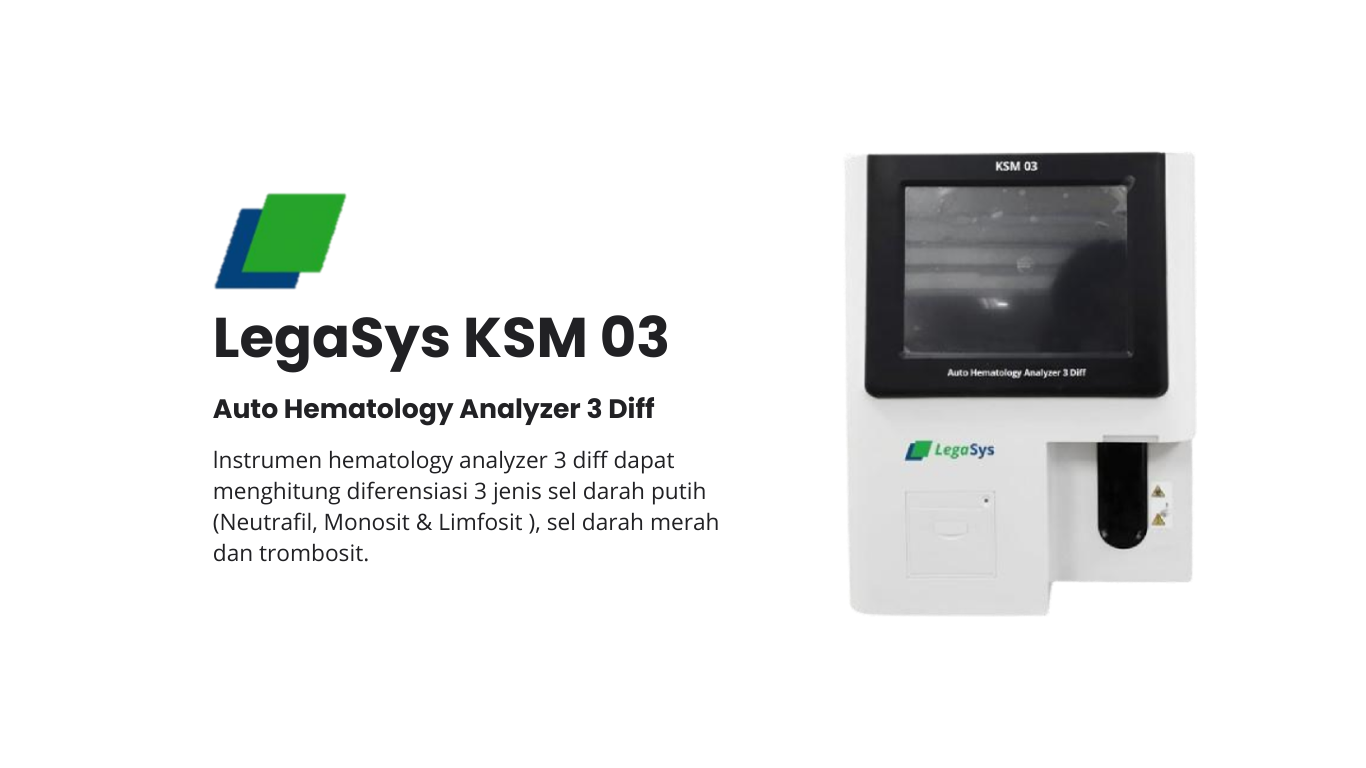 LegaSys KSM 03
Auto Hematology Analyzer 3 Diff
Instrumen hematology analyzer 3 diff dapat
menghitung diferensiasi 3 jenis sel darah putih
(Neutrafil, Monosit & Limfosit ), sel darah merah
dan trombosit.
KSM 03
Auto Hematology Analyzer 3 Diff
LegaSys